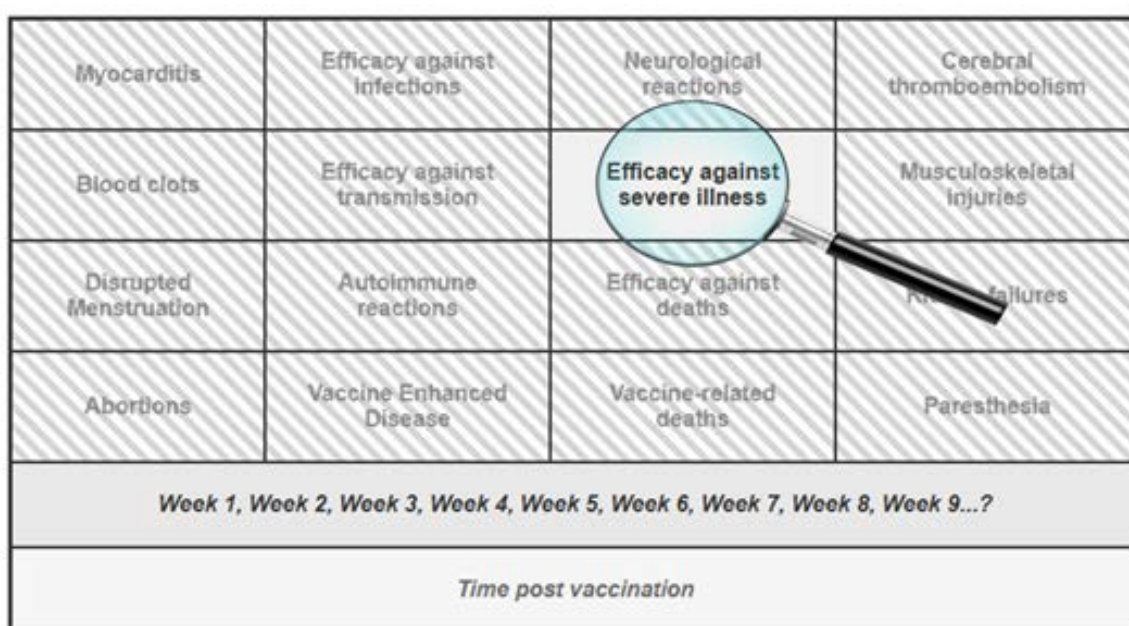 Myocarditis
Efficacy against
infections
Neurological
reactions
Cerebral
thromboembolism
Blood clots
Efficacy against
transmission
Efficacy against
severe illness
Musculoskeletal
injuries
Disrupted
Menstruation
Autoimmune
reactions
Efficacy against
deaths
failures
Abortions
Vaccine Enhanced
Disease
Vaccine-related
deaths
Paresthesia
Week 1, Week 2, Week 3, Week 4, Week 5, Week 6, Week 7, Week 8, Week 9...?
Time post vaccination